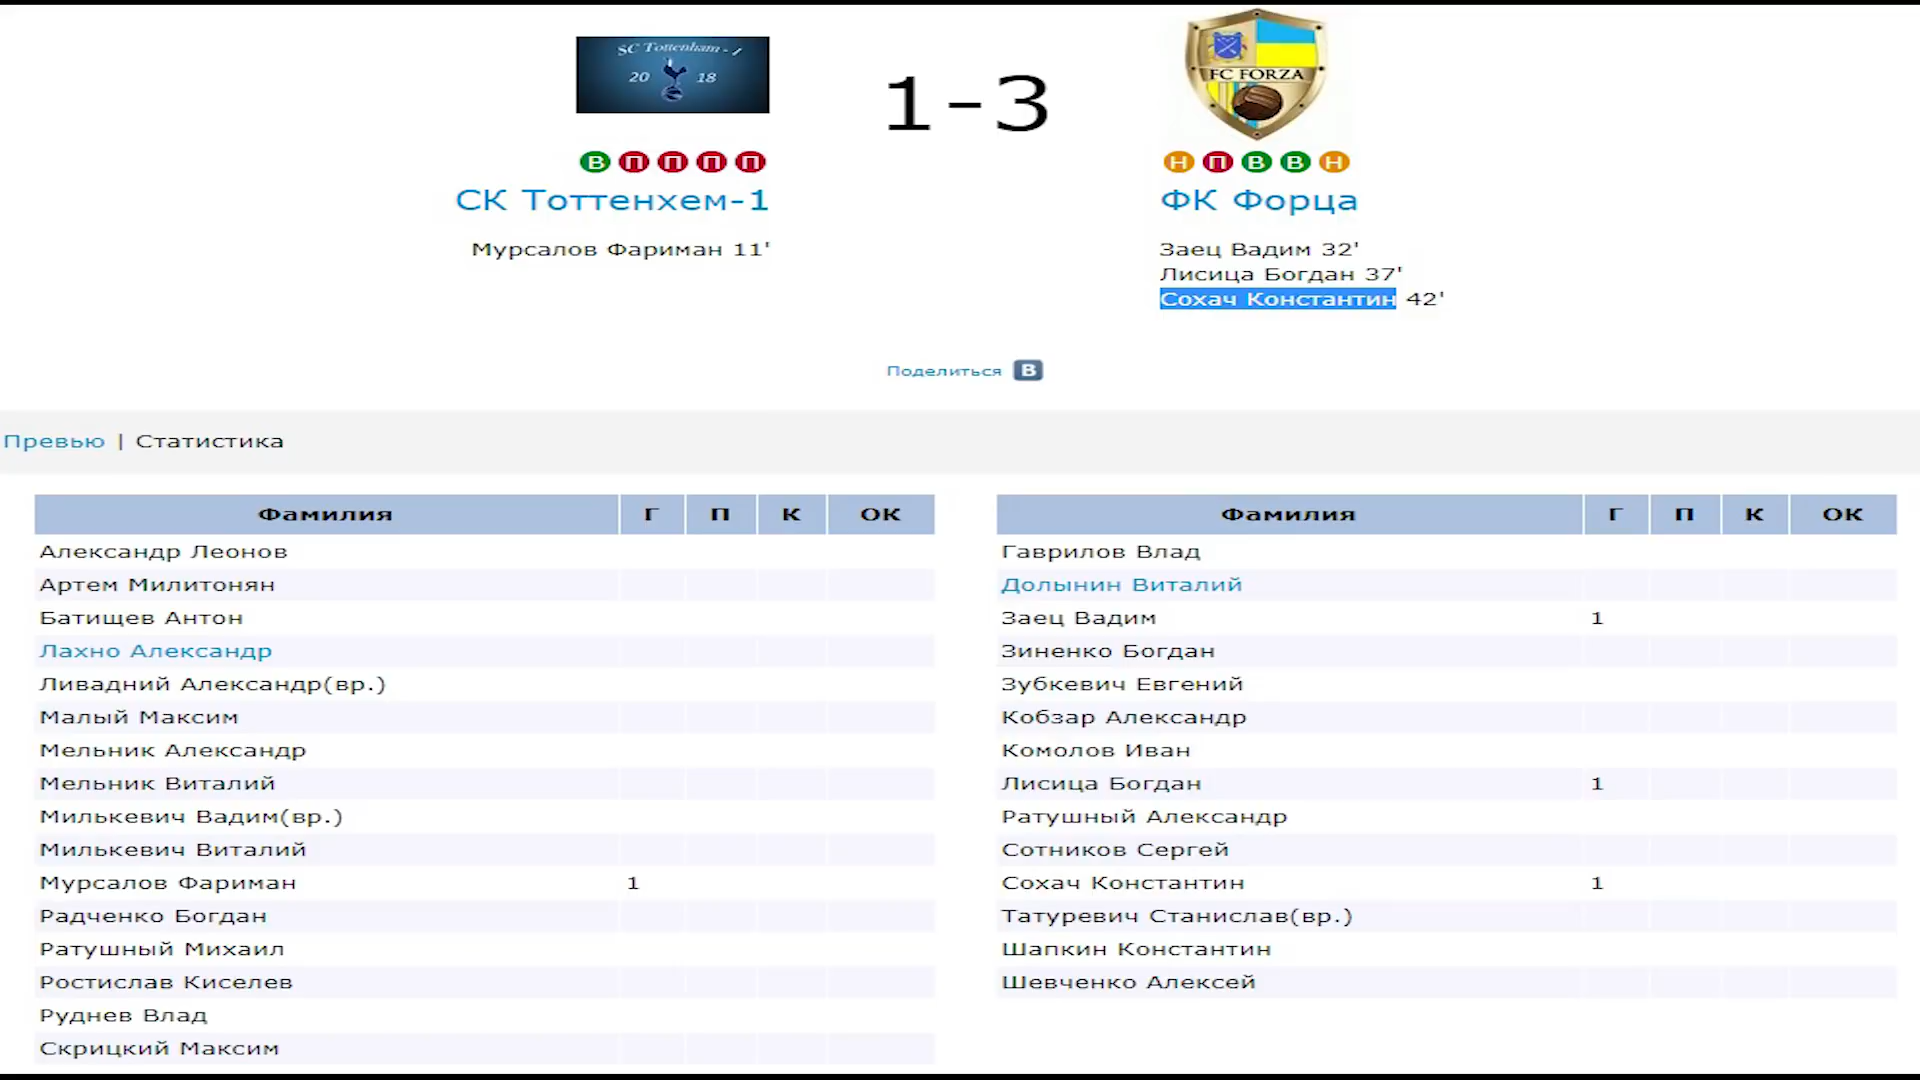 SC Tottenham - 1
20 18
1-3
FC FORZA
В П П П П
Н П В В Н
СК Тоттенхем-1
ФК Форца
Мурсалов Фариман 11'
Заец Вадим 32'
Лисица Богдан 37'
Сохач Константин 42'
Поделиться В
Превью | Статистика
Фамилия Г П К ОК
Александр Леонов
Артем Милитонян
Батищев Антон
Лахно Александр
Ливадний Александр(вр.)
Малый Максим
Мельник Александр
Мельник Виталий
Милькевич Вадим(вр.)
Милькевич Виталий
Мурсалов Фариман 1
Радченко Богдан
Ратушный Михаил
Ростислав Киселев
Руднев Влад
Скрицкий Максим
Фамилия Г П К ОК
Гаврилов Влад
Долынин Виталий
Заец Вадим 1
Зиненко Богдан
Зубкевич Евгений
Кобзар Александр
Комолов Иван
Лисица Богдан 1
Ратушный Александр
Сотников Сергей
Сохач Константин 1
Татуревич Станислав(вр.)
Шапкин Константин
Шевченко Алексей